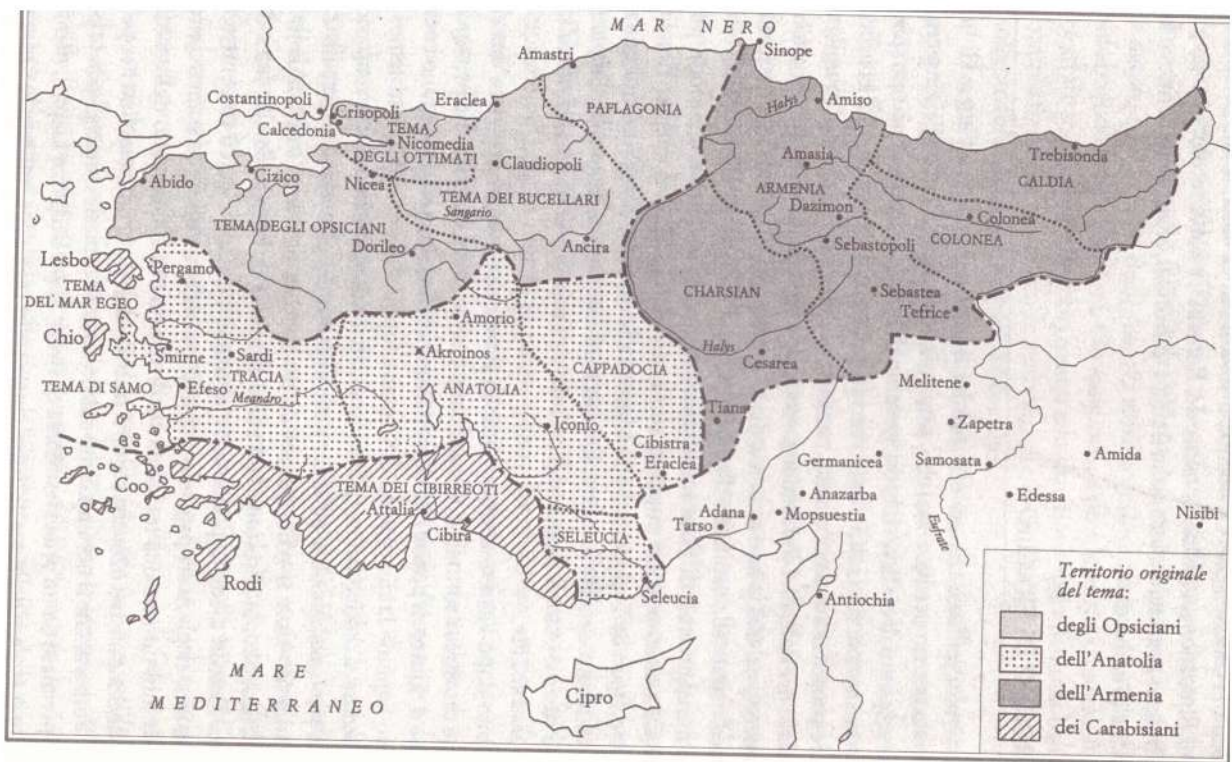 MAR NERO
Sinope
Amastri
Costantinopoli
Eraclea
Amiso
Halys
Crisopoli
PAFLAGONIA
Calcedonia
TEMA
Nicomedia
DEGLI OTTIMATI
Amasia
Trebisonda
Abido
Cizico
Nicea
Claudiopoli
ARMENIA
CALDIA
TEMA DEI BUCELLARI
Dazimon
Colonea
Sangario
TEMA DEGLI OPSICIANI
COLONEA
Dorileo
Ancira
Sebastopoli
Lesbo
Pergamo
TEMA
DEL MAR EGEO
CHARSIAN
Sebastea
Tefrice
Chio
Amorio
Smirne
Sardi
Akroinos
Halys
Cesarea
TRACIA
CAPPADOCIA
TEMA DI SAMO
Efeso
Meandro
ANATOLIA
Melitene
Tiana
Zapetra
Iconio
Cibistra
Eraclea
Germanicea
Samosata
Amida
Coo
TEMA DEI CIBIRREOTI
Anazarba
Edessa
Attalia
Adana
Mopsuestia
Nisibi
Tarso
Cibira
SELEUCIA
Eufrate
Rodi
Seleucia
Antiochia
MARE
MEDITERRANEO
Cipro
Territorio originale
del tema:
degli Opsiciani
dell'Anatolia
dell'Armenia
dei Carabisiani